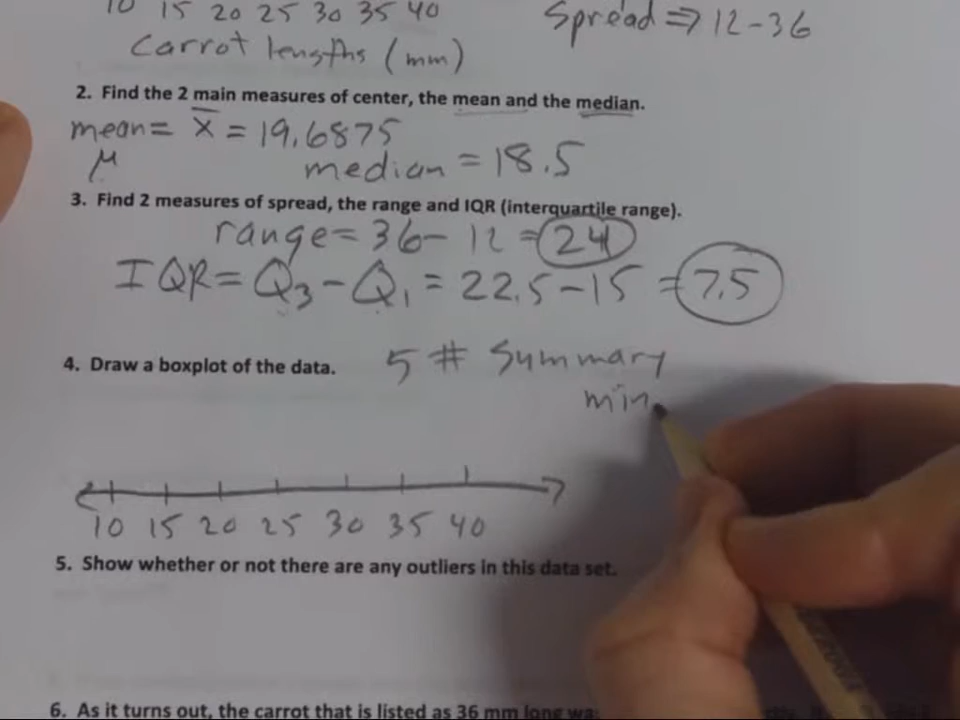 10 15 20 25 30 35 40
Carrot lengths (mm)
Spread ⇒ 12-36
2. Find the 2 main measures of center, the mean and the median.
mean = x̄ = 19.6875
μ
median = 18.5
3. Find 2 measures of spread, the range and IQR (interquartile range).
range = 36 - 12 = 24
IQR = Q₃ - Q₁ = 22.5 - 15 = 7.5
4. Draw a boxplot of the data.
5 # Summary
min
10 15 20 25 30 35 40
5. Show whether or not there are any outliers in this data set.
6. As it turns out, the carrot that is listed as 36 mm long